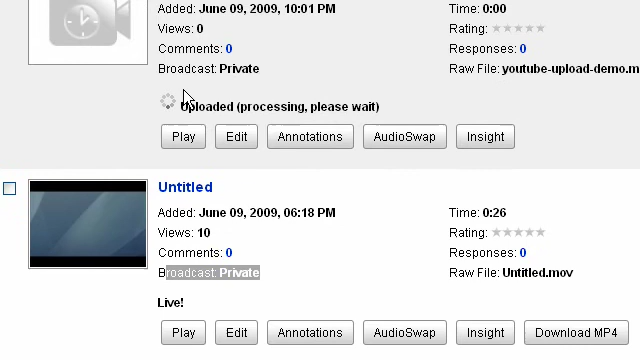 Added: June 09, 2009, 10:01 PM Time: 0:00
Views: 0 Rating:
Comments: 0 Responses: 0
Broadcast: Private Raw File: youtube-upload-demo.m
Uploaded (processing, please wait)
Play Edit Annotations AudioSwap Insight
Untitled
Added: June 09, 2009, 06:18 PM Time: 0:26
Views: 10 Rating:
Comments: 0 Responses: 0
Broadcast: Private Raw File: Untitled.mov
Live!
Play Edit Annotations AudioSwap Insight Download MP4